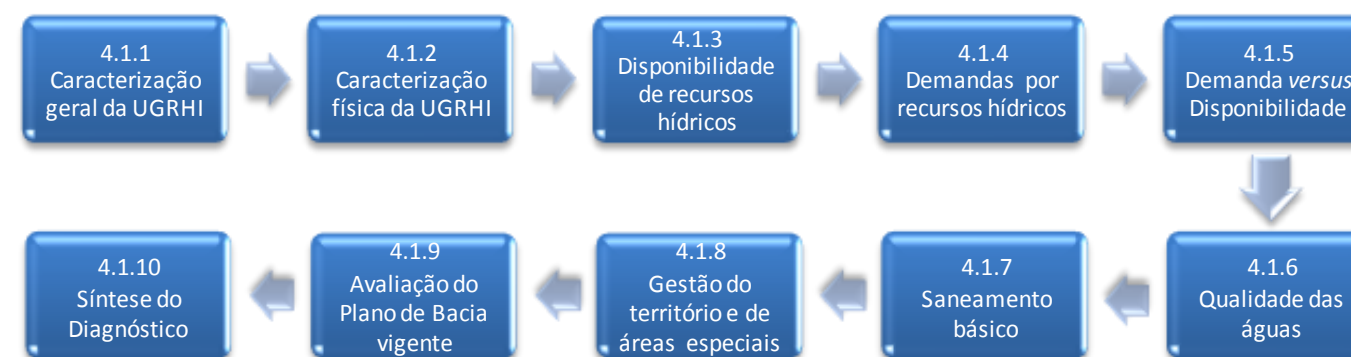 4.1.1
Caracterização
geral da UGRHI
4.1.2
Caracterização
física da UGRHI
4.1.3
Disponibilidade
de recursos
hídricos
4.1.4
Demandas por
recursos hídricos
4.1.5
Demanda versus
Disponibilidade
4.1.6
Qualidade das
águas
4.1.7
Saneamento
básico
4.1.8
Gestão do
território e de
áreas especiais
4.1.9
Avaliação do
Plano de Bacia
vigente
4.1.10
Síntese do
Diagnóstico